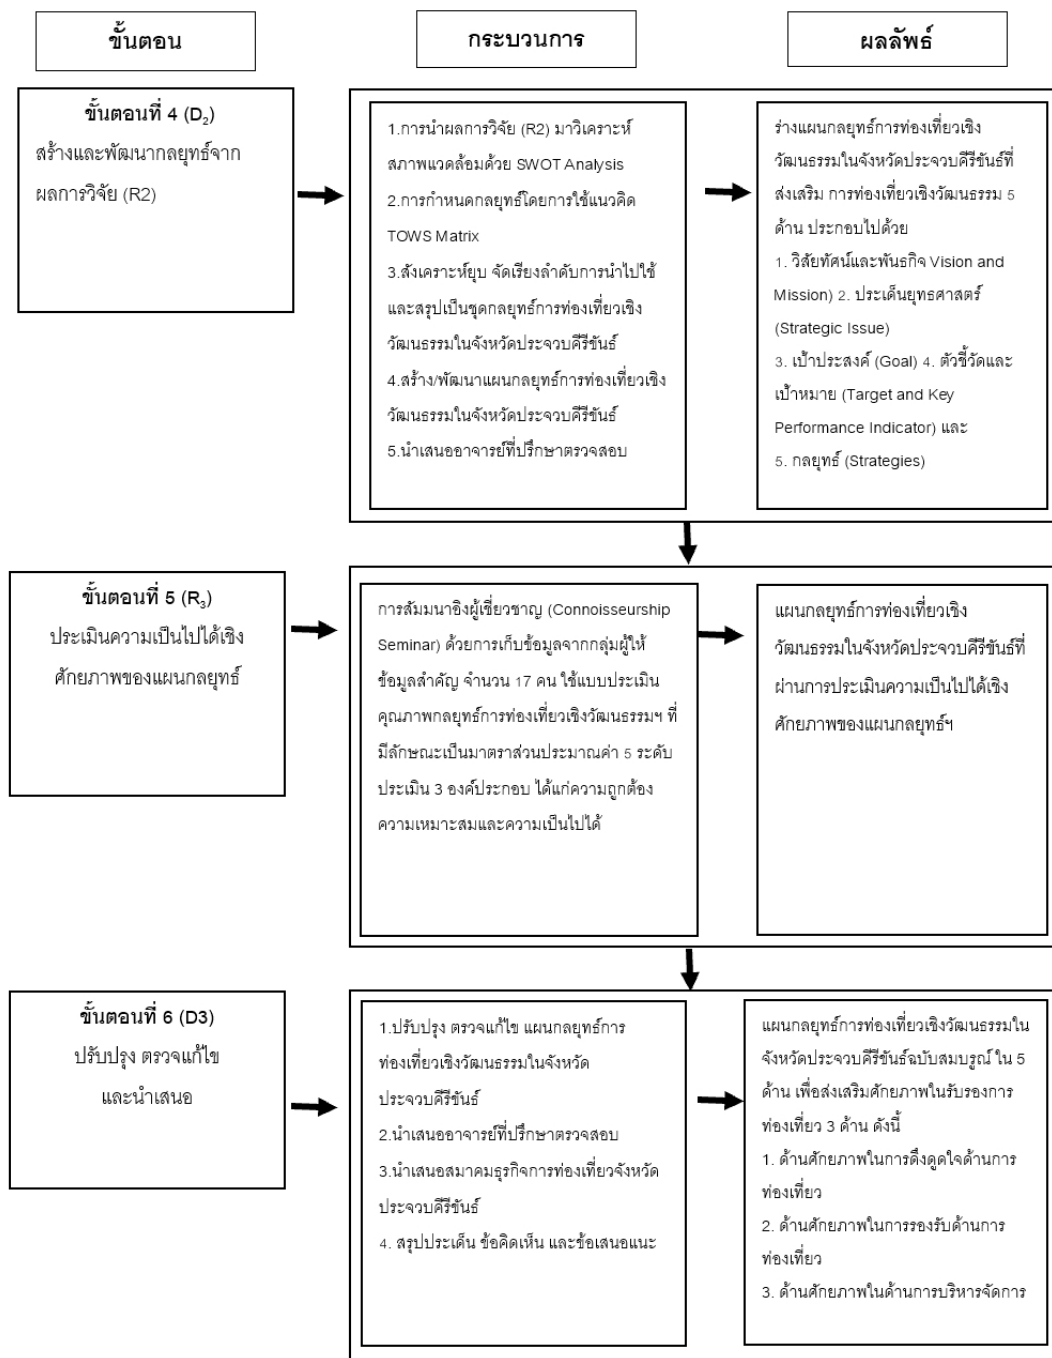 ขั้นตอน
กระบวนการ
ผลลัพธ์
ขั้นตอนที่ 4 (D₂)
สร้างและพัฒนากลยุทธ์จาก
ผลการวิจัย (R2)
1.การนำผลการวิจัย (R2) มาวิเคราะห์
สภาพแวดล้อมด้วย SWOT Analysis
2.การกำหนดกลยุทธ์โดยการใช้แนวคิด
TOWS Matrix
3.สังเคราะห์ยุบ จัดเรียงลำดับการนำไปใช้
และสรุปเป็นชุดกลยุทธ์การท่องเที่ยวเชิง
วัฒนธรรมในจังหวัดประจวบคีรีขันธ์
4.สร้าง/พัฒนาแผนกลยุทธ์การท่องเที่ยวเชิง
วัฒนธรรมในจังหวัดประจวบคีรีขันธ์
5.นำเสนออาจารย์ที่ปรึกษาตรวจสอบ
ร่างแผนกลยุทธ์การท่องเที่ยวเชิง
วัฒนธรรมในจังหวัดประจวบคีรีขันธ์ที่
ส่งเสริม การท่องเที่ยวเชิงวัฒนธรรม 5
ด้าน ประกอบไปด้วย
1. วิสัยทัศน์และพันธกิจ Vision and
Mission) 2. ประเด็นยุทธศาสตร์
(Strategic Issue)
3. เป้าประสงค์ (Goal) 4. ตัวชี้วัดและ
เป้าหมาย (Target and Key
Performance Indicator) และ
5. กลยุทธ์ (Strategies)
ขั้นตอนที่ 5 (R₃)
ประเมินความเป็นไปได้เชิง
ศักยภาพของแผนกลยุทธ์
การสัมมนาอิงผู้เชี่ยวชาญ (Connoisseurship
Seminar) ด้วยการเก็บข้อมูลจากกลุ่มผู้ให้
ข้อมูลสำคัญ จำนวน 17 คน ใช้แบบประเมิน
คุณภาพกลยุทธ์การท่องเที่ยวเชิงวัฒนธรรมฯ ที่
มีลักษณะเป็นมาตราส่วนประมาณค่า 5 ระดับ
ประเมิน 3 องค์ประกอบ ได้แก่ความถูกต้อง
ความเหมาะสมและความเป็นไปได้
แผนกลยุทธ์การท่องเที่ยวเชิง
วัฒนธรรมในจังหวัดประจวบคีรีขันธ์ที่
ผ่านการประเมินความเป็นไปได้เชิง
ศักยภาพของแผนกลยุทธ์ฯ
ขั้นตอนที่ 6 (D3)
ปรับปรุง ตรวจแก้ไข
และนำเสนอ
1.ปรับปรุง ตรวจแก้ไข แผนกลยุทธ์การ
ท่องเที่ยวเชิงวัฒนธรรมในจังหวัด
ประจวบคีรีขันธ์
2.นำเสนออาจารย์ที่ปรึกษาตรวจสอบ
3.นำเสนอสมาคมธุรกิจการท่องเที่ยวจังหวัด
ประจวบคีรีขันธ์
4. สรุปประเด็น ข้อคิดเห็น และข้อเสนอแนะ
แผนกลยุทธ์การท่องเที่ยวเชิงวัฒนธรรมใน
จังหวัดประจวบคีรีขันธ์ฉบับสมบรูณ์ ใน 5
ด้าน เพื่อส่งเสริมศักยภาพในรับรองการ
ท่องเที่ยว 3 ด้าน ดังนี้
1. ด้านศักยภาพในการดึงดูดใจด้านการ
ท่องเที่ยว
2. ด้านศักยภาพในการรองรับด้านการ
ท่องเที่ยว
3. ด้านศักยภาพในด้านการบริหารจัดการ